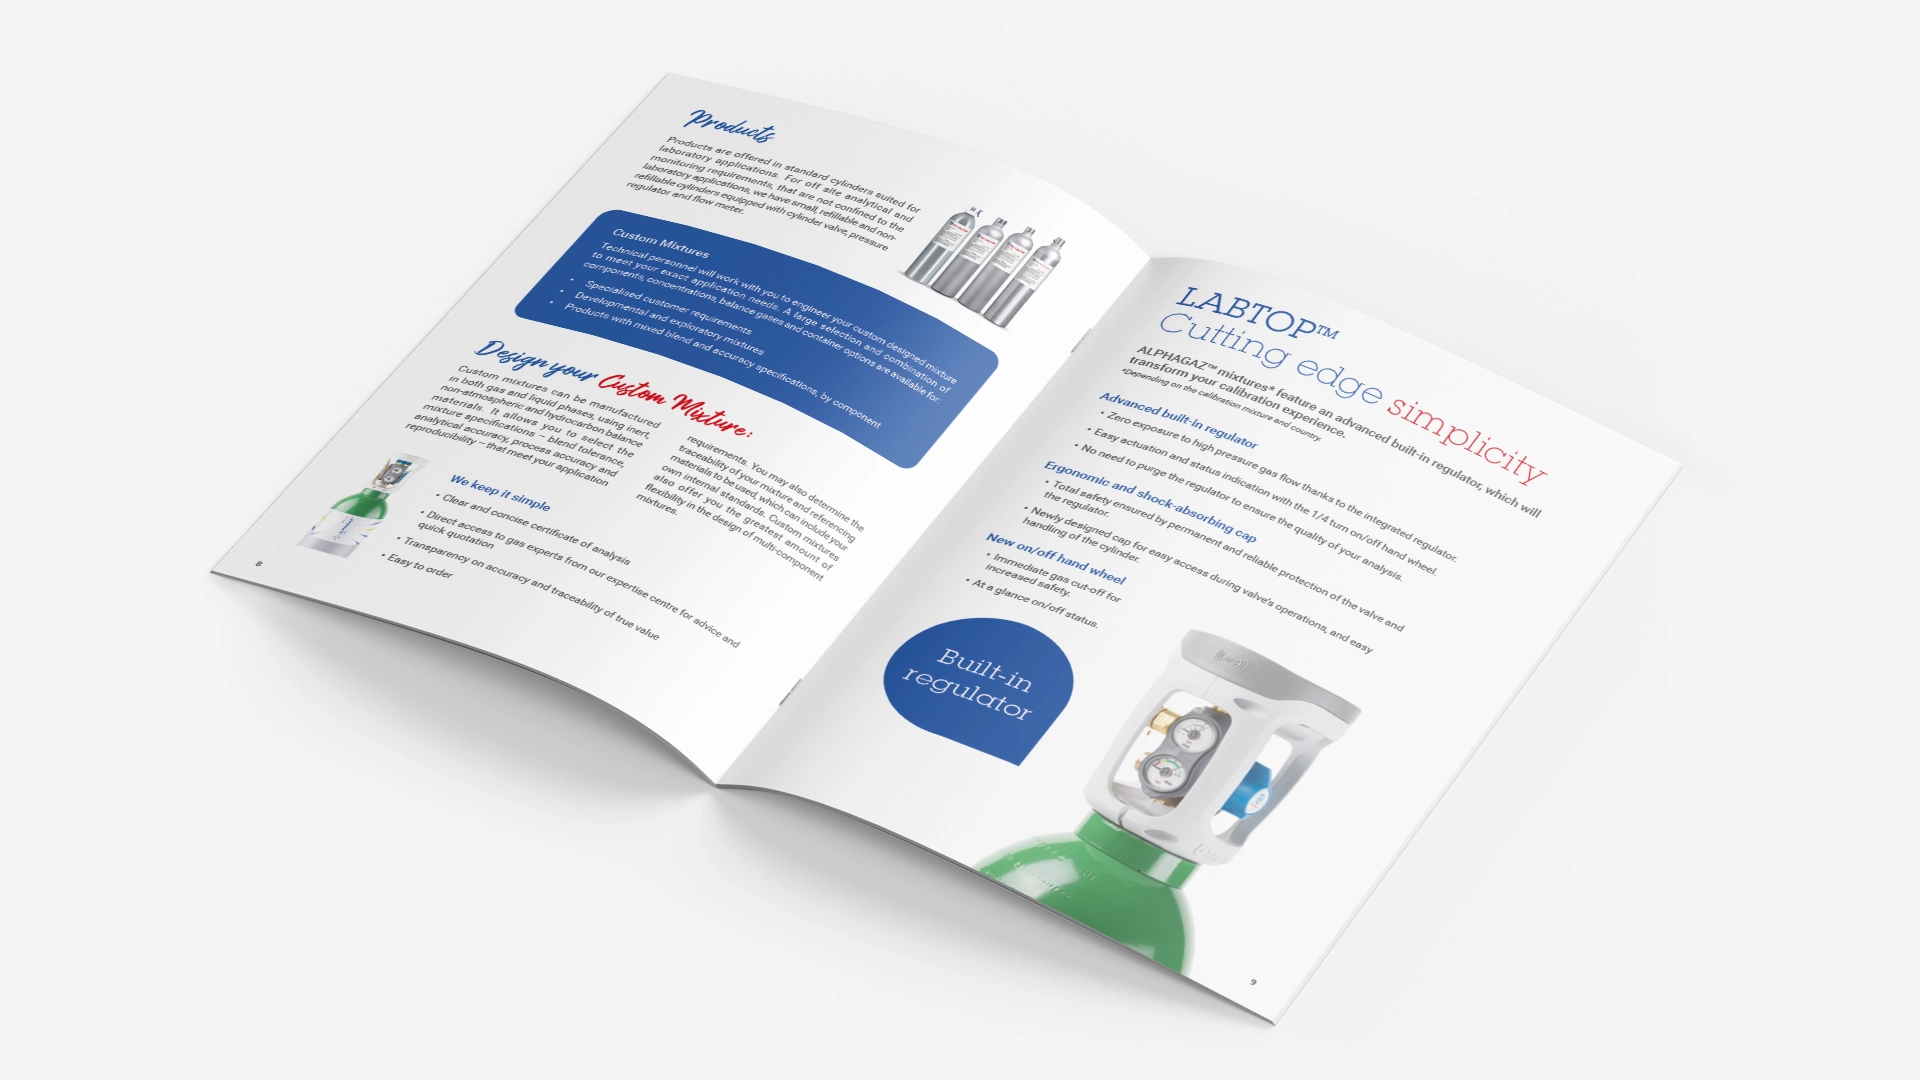 Products
Products are offered in standard cylinders suited for
laboratory applications. For off site analytical and
monitoring requirements, that are not confined to the
laboratory applications, we have small, refillable and non-
refillable cylinders equipped with cylinder valve, pressure
regulator and flow meter.
Custom Mixtures
Technical personnel will work with you to engineer your custom designed mixture
to meet your exact application needs. A large selection and combination of
components, concentrations, balance gases and container options are available for:
• Specialised customer requirements
• Developmental and exploratory mixtures
• Products with mixed blend and accuracy specifications, by component
Design your Custom Mixture:
Custom mixtures can be manufactured
in both gas and liquid phases, using inert,
non-atmospheric and hydrocarbon balance
materials. It allows you to select the
mixture specifications – blend tolerance,
analytical accuracy, process accuracy and
reproducibility – that meet your application
requirements. You may also determine the
traceability of your mixture and referencing
materials to be used, which can include your
own internal standards. Custom mixtures
also offer you the greatest amount of
flexibility in the design of multi-component
mixtures.
We keep it simple
• Clear and concise certificate of analysis
• Direct access to gas experts from our expertise centre for advice and
quick quotation
• Transparency on accuracy and traceability of true value
• Easy to order
8
LABTOP™
Cutting edge simplicity
ALPHAGAZ™ mixtures* feature an advanced built-in regulator, which will
transform your calibration experience.
*Depending on the calibration mixture and country.
Advanced built-in regulator
• Zero exposure to high pressure gas flow thanks to the integrated regulator.
• Easy actuation and status indication with the 1/4 turn on/off hand wheel.
• No need to purge the regulator to ensure the quality of your analysis.
Ergonomic and shock-absorbing cap
• Total safety ensured by permanent and reliable protection of the valve and
the regulator.
• Newly designed cap for easy access during valve's operations, and easy
handling of the cylinder.
New on/off hand wheel
• Immediate gas cut-off for
increased safety.
• At a glance on/off status.
Built-in
regulator
9